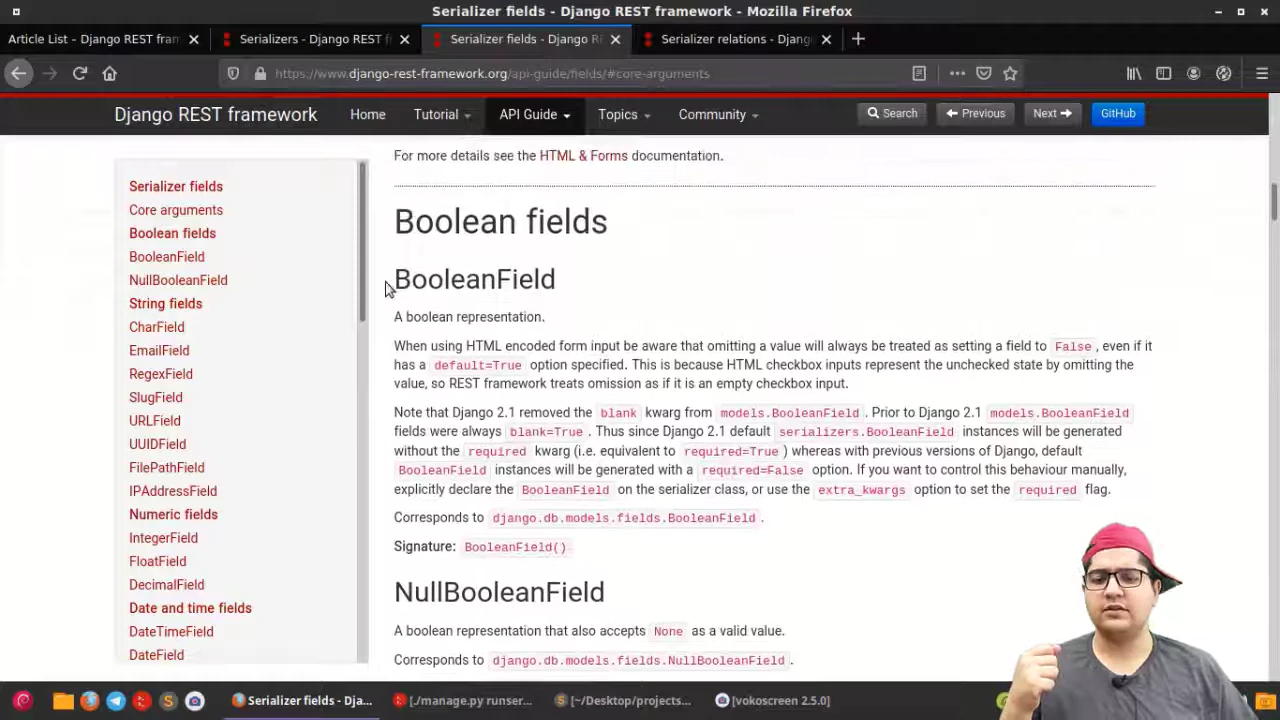 Serializer fields - Django REST framework - Mozilla Firefox
Article List - Django REST fram
Serializers - Django REST f
Serializer fields - Django R
Serializer relations - Djang
https://www.django-rest-framework.org/api-guide/fields/#core-arguments
Django REST framework
Home
Tutorial
API Guide
Topics
Community
Search
Previous
Next
GitHub
Serializer fields
Core arguments
Boolean fields
BooleanField
NullBooleanField
String fields
CharField
EmailField
RegexField
SlugField
URLField
UUIDField
FilePathField
IPAddressField
Numeric fields
IntegerField
FloatField
DecimalField
Date and time fields
DateTimeField
DateField
For more details see the HTML & Forms documentation.
Boolean fields
BooleanField
A boolean representation.
When using HTML encoded form input be aware that omitting a value will always be treated as setting a field to False, even if it
has a default=True option specified. This is because HTML checkbox inputs represent the unchecked state by omitting the
value, so REST framework treats omission as if it is an empty checkbox input.
Note that Django 2.1 removed the blank kwarg from models.BooleanField. Prior to Django 2.1 models.BooleanField
fields were always blank=True. Thus since Django 2.1 default serializers.BooleanField instances will be generated
without the required kwarg (i.e. equivalent to required=True) whereas with previous versions of Django, default
BooleanField instances will be generated with a required=False option. If you want to control this behaviour manually,
explicitly declare the BooleanField on the serializer class, or use the extra_kwargs option to set the required flag.
Corresponds to django.db.models.fields.BooleanField.
Signature: BooleanField()
NullBooleanField
A boolean representation that also accepts None as a valid value.
Corresponds to django.db.models.fields.NullBooleanField.
Serializer fields - Dja...
[./manage.py runser...
[~/Desktop/projects...
[vokoscreen 2.5.0]